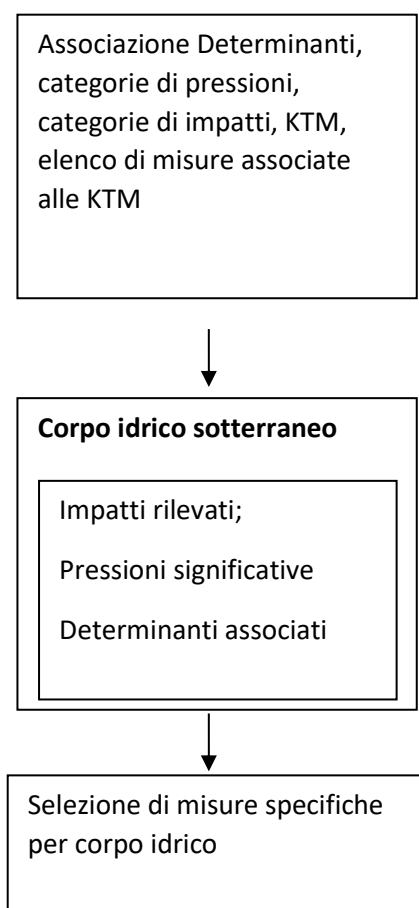 Associazione Determinanti,
categorie di pressioni,
categorie di impatti, KTM,
elenco di misure associate
alle KTM
Corpo idrico sotterraneo
Impatti rilevati;
Pressioni significative
Determinanti associati
Selezione di misure specifiche
per corpo idrico